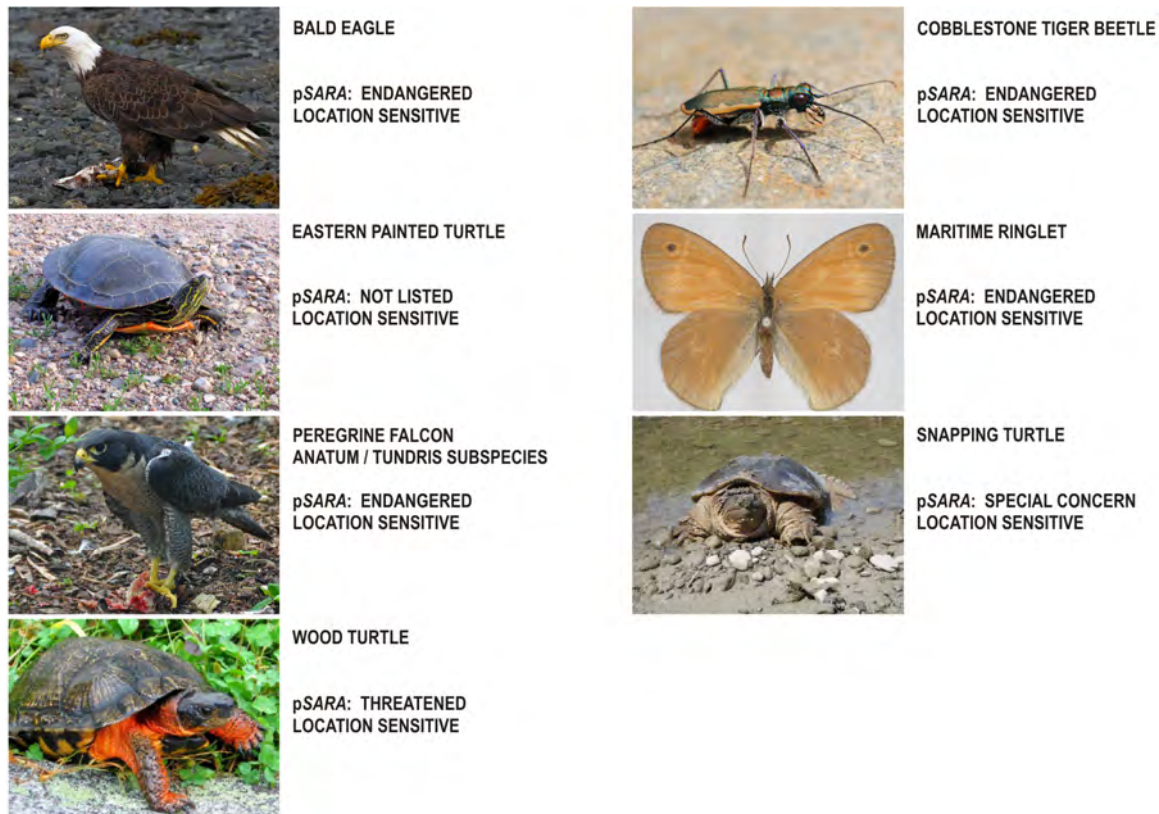 BALD EAGLE
pSARA: ENDANGERED
LOCATION SENSITIVE
EASTERN PAINTED TURTLE
pSARA: NOT LISTED
LOCATION SENSITIVE
PEREGRINE FALCON
ANATUM / TUNDRIS SUBSPECIES
pSARA: ENDANGERED
LOCATION SENSITIVE
WOOD TURTLE
pSARA: THREATENED
LOCATION SENSITIVE
COBBLESTONE TIGER BEETLE
pSARA: ENDANGERED
LOCATION SENSITIVE
MARITIME RINGLET
pSARA: ENDANGERED
LOCATION SENSITIVE
SNAPPING TURTLE
pSARA: SPECIAL CONCERN
LOCATION SENSITIVE